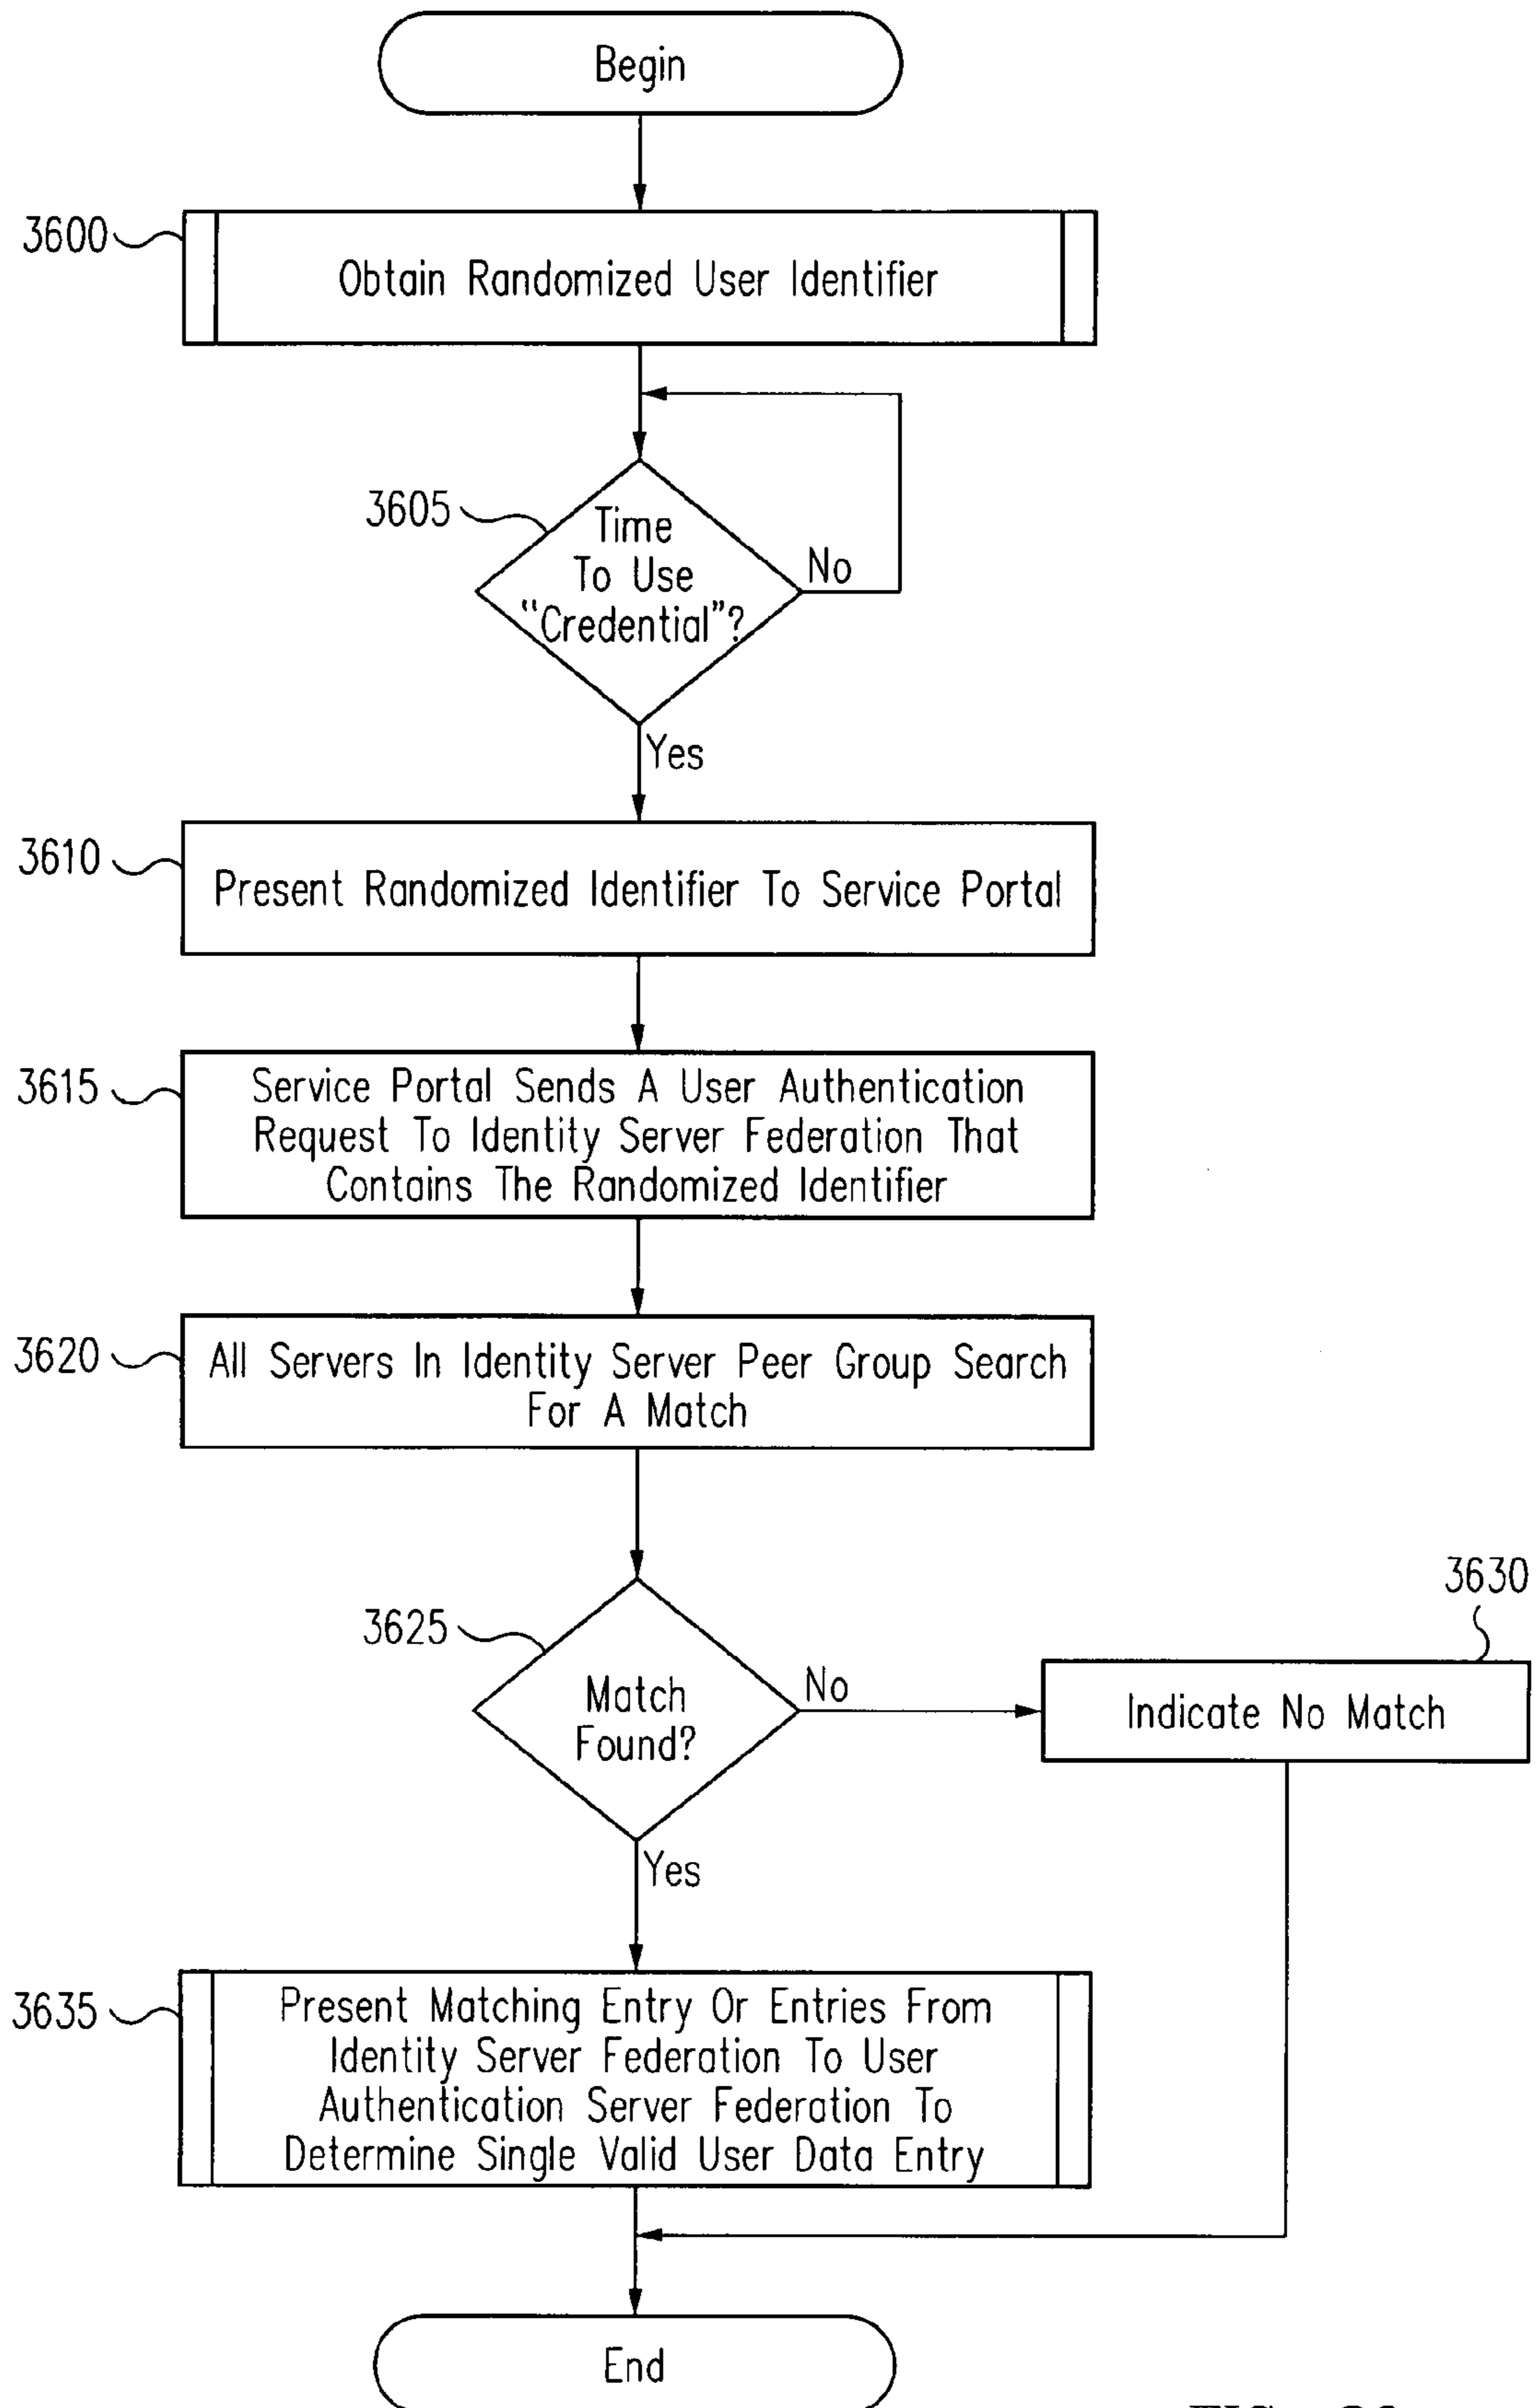 Begin
3600
Obtain Randomized User Identifier
3605
Time
To Use
“Credential”?
No
Yes
3610
Present Randomized Identifier To Service Portal
3615
Service Portal Sends A User Authentication
Request To Identity Server Federation That
Contains The Randomized Identifier
3620
All Servers In Identity Server Peer Group Search
For A Match
3625
Match
Found?
No
3630
Indicate No Match
Yes
3635
Present Matching Entry Or Entries From
Identity Server Federation To User
Authentication Server Federation To
Determine Single Valid User Data Entry
End